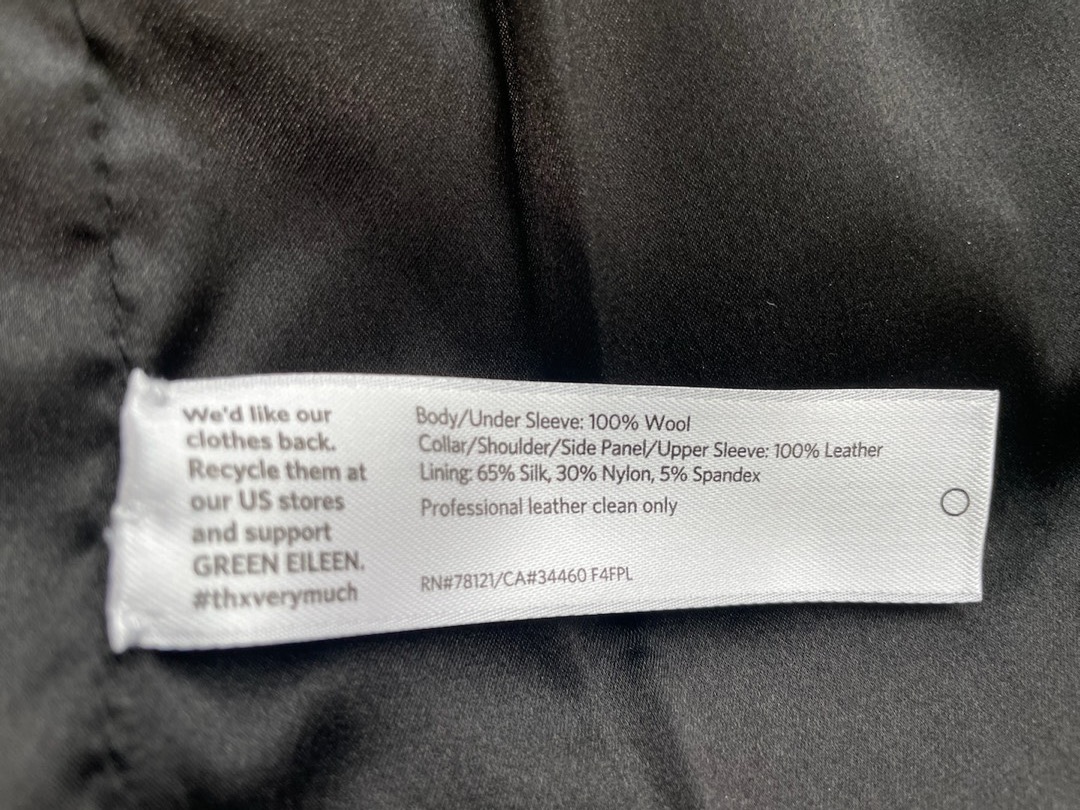 We'd like our
clothes back.
Recycle them at
our US stores
and support
GREEN EILEEN.
#thxverymuch
Body/Under Sleeve: 100% Wool
Collar/Shoulder/Side Panel/Upper Sleeve: 100% Leather
Lining: 65% Silk, 30% Nylon, 5% Spandex
Professional leather clean only
RN#78121/CA#34460 F4FPL